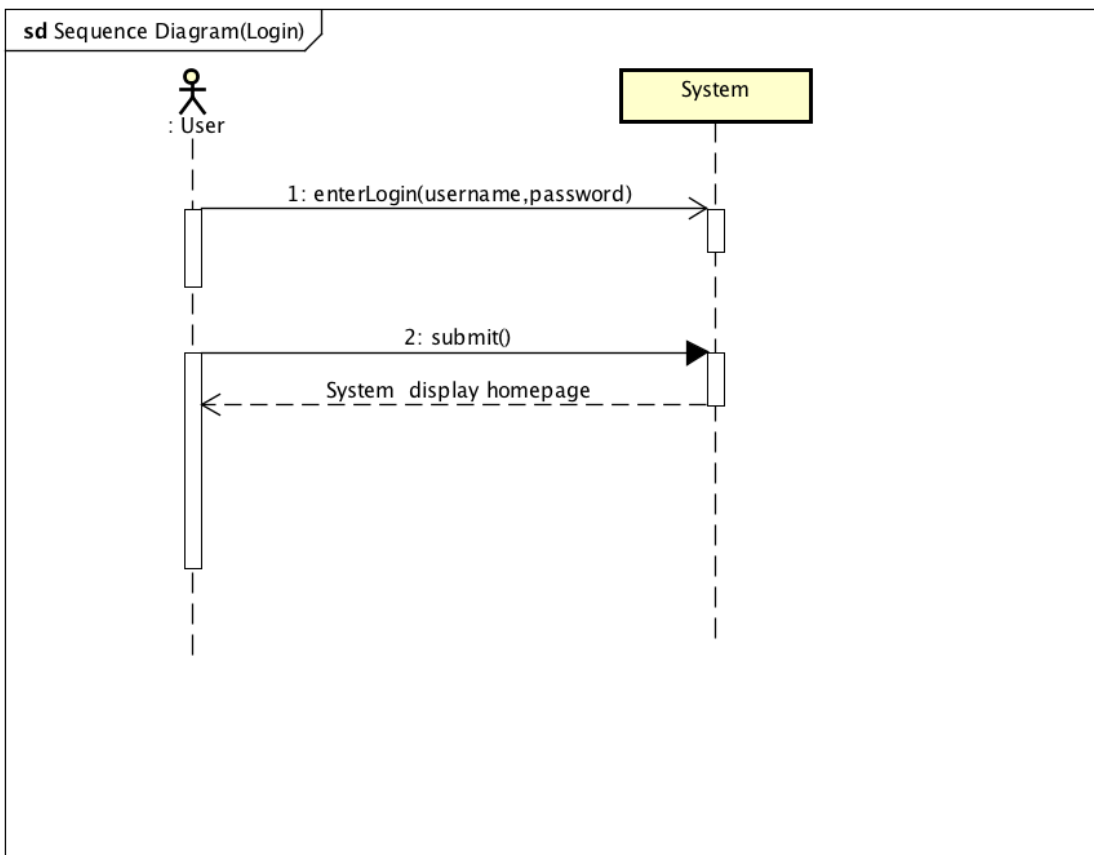 sd Sequence Diagram(Login)
: User
System
1: enterLogin(username,password)
2: submit()
System  display homepage